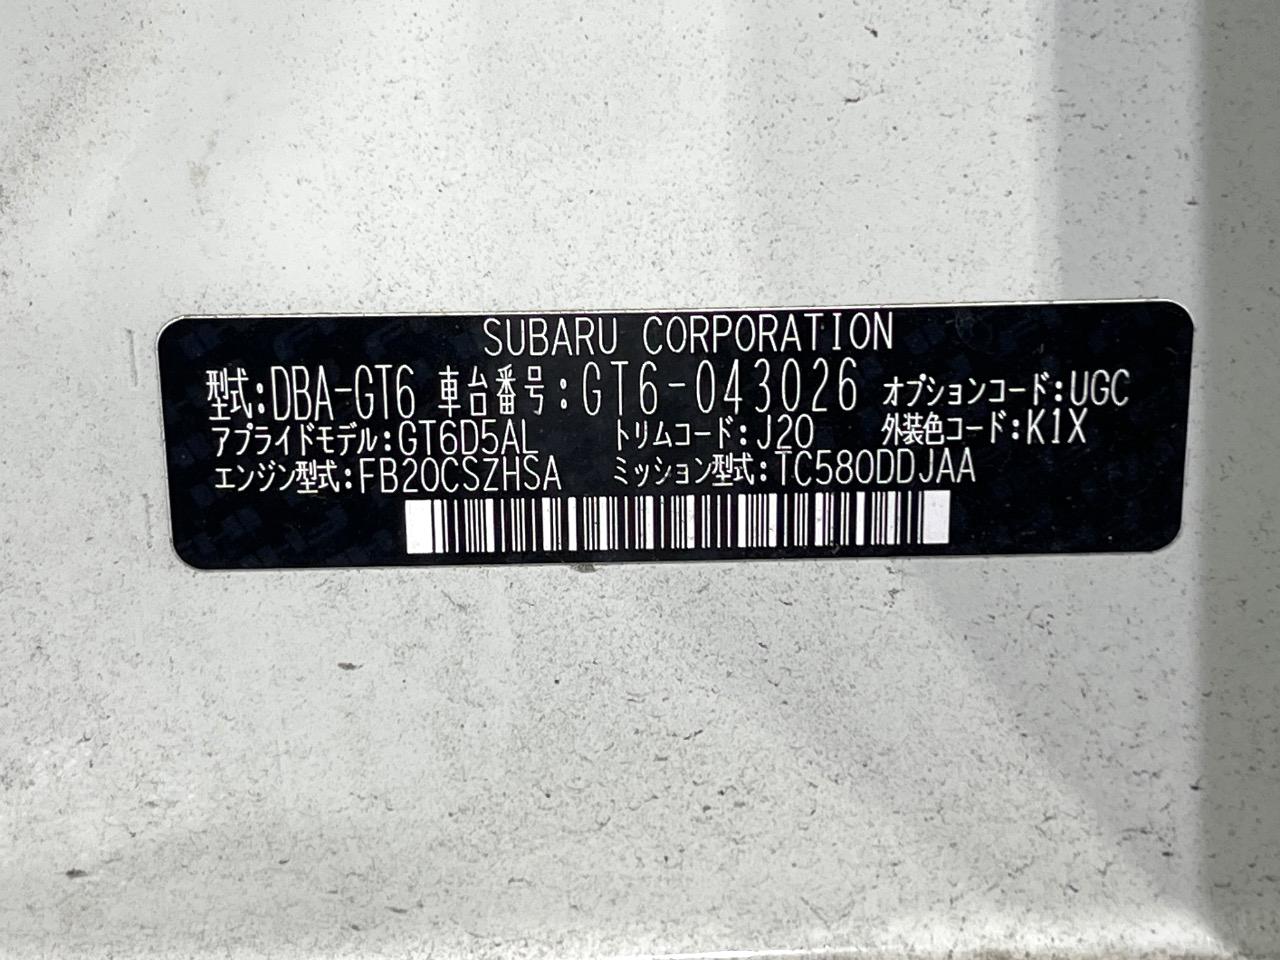 SUBARU CORPORATION
型式:DBA-GT6 車台番号:GT6-043026 オプションコード:UGC
アプライドモデル:GT6D5AL トリムコード:J20 外装色コード:K1X
エンジン型式:FB20CSZHSA ミッション型式:TC580DDJAA